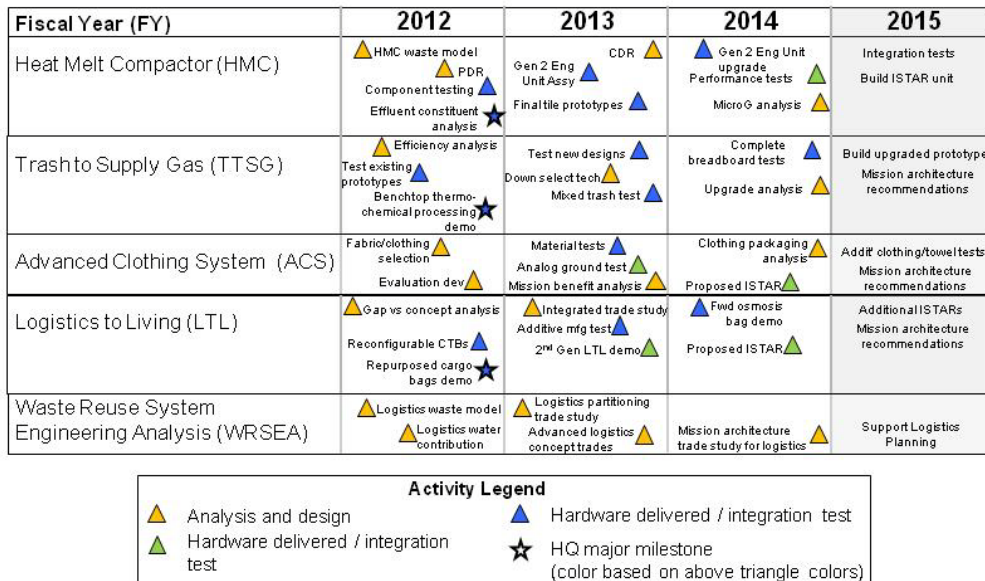 Fiscal Year (FY) 2012 2013 2014 2015
Heat Melt Compactor (HMC)
HMC waste model
PDR
Component testing
Effluent constituent
analysis
CDR
Gen 2 Eng
Unit Assy
Final tile prototypes
Gen 2 Eng Unit
upgrade
Performance tests
MicroG analysis
Integration tests
Build ISTAR unit
Trash to Supply Gas (TTSG)
Efficiency analysis
Test existing
prototypes
Benchtop thermo-
chemical processing
demo
Test new designs
Down select tech
Mixed trash test
Complete
breadboard tests
Upgrade analysis
Build upgraded prototype
Mission architecture
recommendations
Advanced Clothing System (ACS)
Fabric/clothing
selection
Evaluation dev
Material tests
Analog ground test
Mission benefit analysis
Clothing packaging
analysis
Proposed ISTAR
Addit' clothing/towel tests
Mission architecture
recommendations
Logistics to Living (LTL)
Gap vs concept analysis
Reconfigurable CTBs
Repurposed cargo
bags demo
Integrated trade study
Additive mfg test
2nd Gen LTL demo
Fwd osmosis
bag demo
Proposed ISTAR
Additional ISTARs
Mission architecture
recommendations
Waste Reuse System
Engineering Analysis (WRSEA)
Logistics waste model
Logistics water
contribution
Logistics partitioning
trade study
Advanced logistics
concept trades
Mission architecture
trade study for logistics
Support Logistics
Planning
Activity Legend
Analysis and design
Hardware delivered / integration
test
Hardware delivered / integration test
HQ major milestone
(color based on above triangle colors)